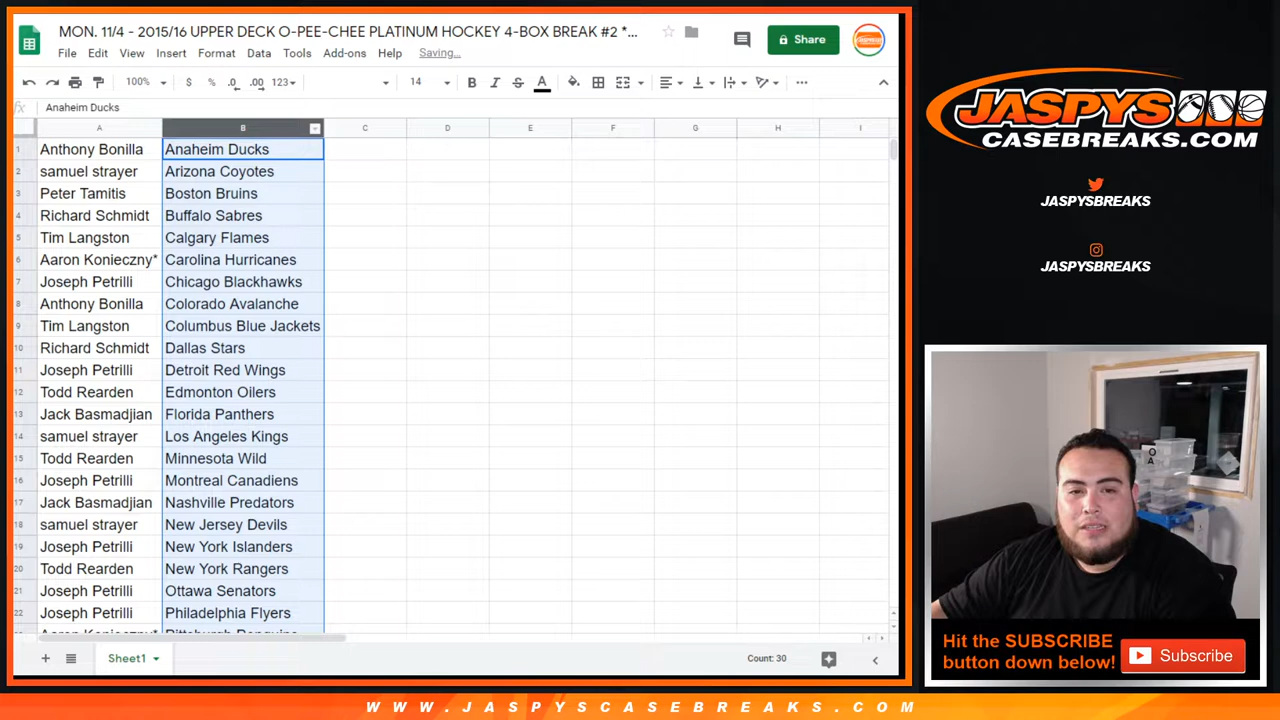 MON. 11/4 - 2015/16 UPPER DECK O-PEE-CHEE PLATINUM HOCKEY 4-BOX BREAK #2 *...
File Edit View Insert Format Data Tools Add-ons Help Saving...
Share
100% $ % .0 .00 123 14 B I S A
fx Anaheim Ducks
A B C D E F G H I
1 Anthony Bonilla Anaheim Ducks
2 samuel strayer Arizona Coyotes
3 Peter Tamitis Boston Bruins
4 Richard Schmidt Buffalo Sabres
5 Tim Langston Calgary Flames
6 Aaron Konieczny* Carolina Hurricanes
7 Joseph Petrilli Chicago Blackhawks
8 Anthony Bonilla Colorado Avalanche
9 Tim Langston Columbus Blue Jackets
10 Richard Schmidt Dallas Stars
11 Joseph Petrilli Detroit Red Wings
12 Todd Rearden Edmonton Oilers
13 Jack Basmadjian Florida Panthers
14 samuel strayer Los Angeles Kings
15 Todd Rearden Minnesota Wild
16 Joseph Petrilli Montreal Canadiens
17 Jack Basmadjian Nashville Predators
18 samuel strayer New Jersey Devils
19 Joseph Petrilli New York Islanders
20 Todd Rearden New York Rangers
21 Joseph Petrilli Ottawa Senators
22 Joseph Petrilli Philadelphia Flyers
Aaron Konieczny* Pittsburgh Penguins
Sheet1
Count: 30
JASPYS
CASEBREAKS.COM
JASPYSBREAKS
JASPYSBREAKS
Hit the SUBSCRIBE
button down below!
Subscribe
WWW.JASPYSCASEBREAKS.COM